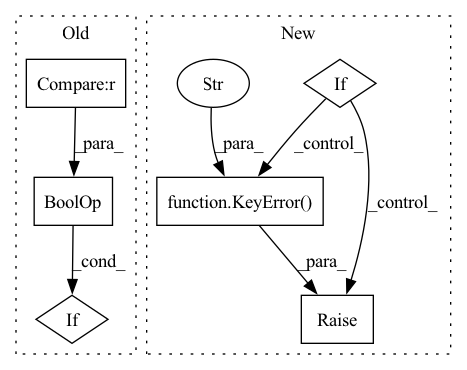 Old
New
Compare:r
Str
If
_para_
_para_
_control_
BoolOp
function.KeyError()
_control_
_cond_
_para_
If
Raise